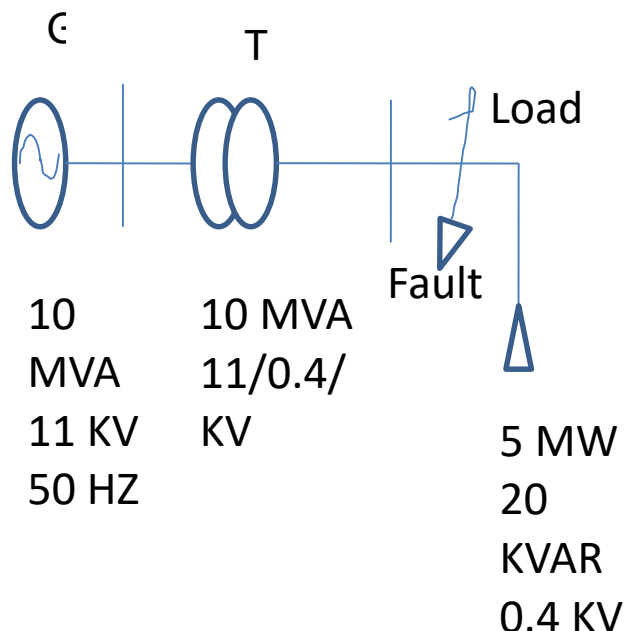 G
T
Load
Fault
10
MVA
11 KV
50 HZ
10 MVA
11/0.4/
KV
5 MW
20
KVAR
0.4 KV